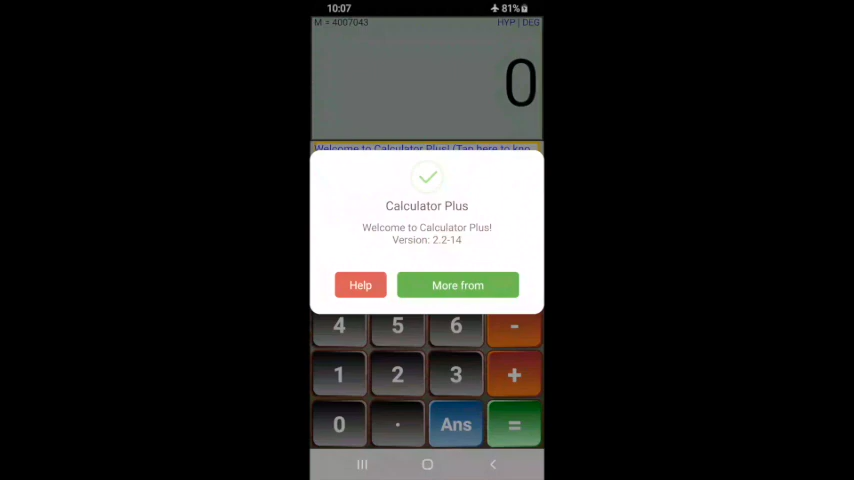 10:07
81%
M = 4007043
HYP | DEG
0
Welcome to Calculator Plus! (Tap here to kno
Calculator Plus
Welcome to Calculator Plus!
Version: 2.2-14
Help
More from
4 5 6 -
1 2 3 +
0 . Ans =